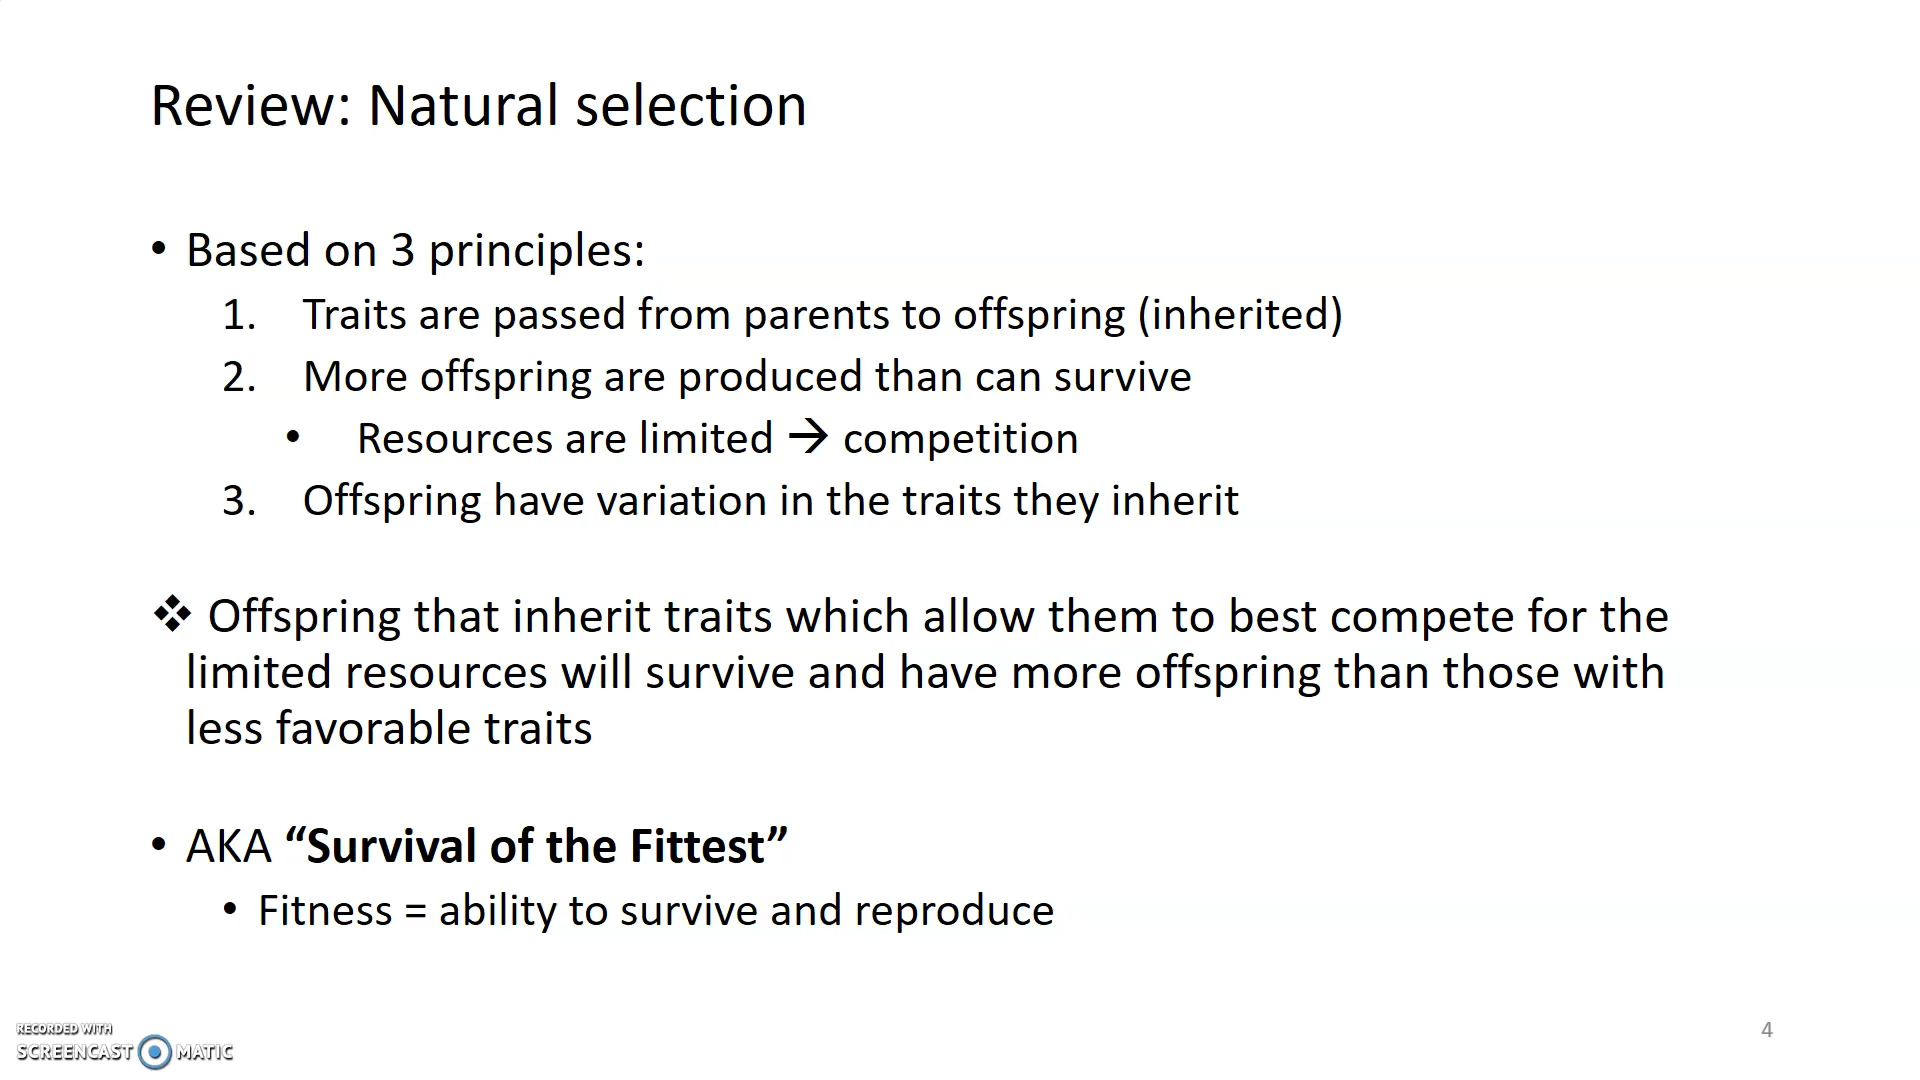 Review: Natural selection
• Based on 3 principles:
1. Traits are passed from parents to offspring (inherited)
2. More offspring are produced than can survive
• Resources are limited → competition
3. Offspring have variation in the traits they inherit
❖ Offspring that inherit traits which allow them to best compete for the
limited resources will survive and have more offspring than those with
less favorable traits
• AKA “Survival of the Fittest”
• Fitness = ability to survive and reproduce
RECORDED WITH
SCREENCAST MATIC
4